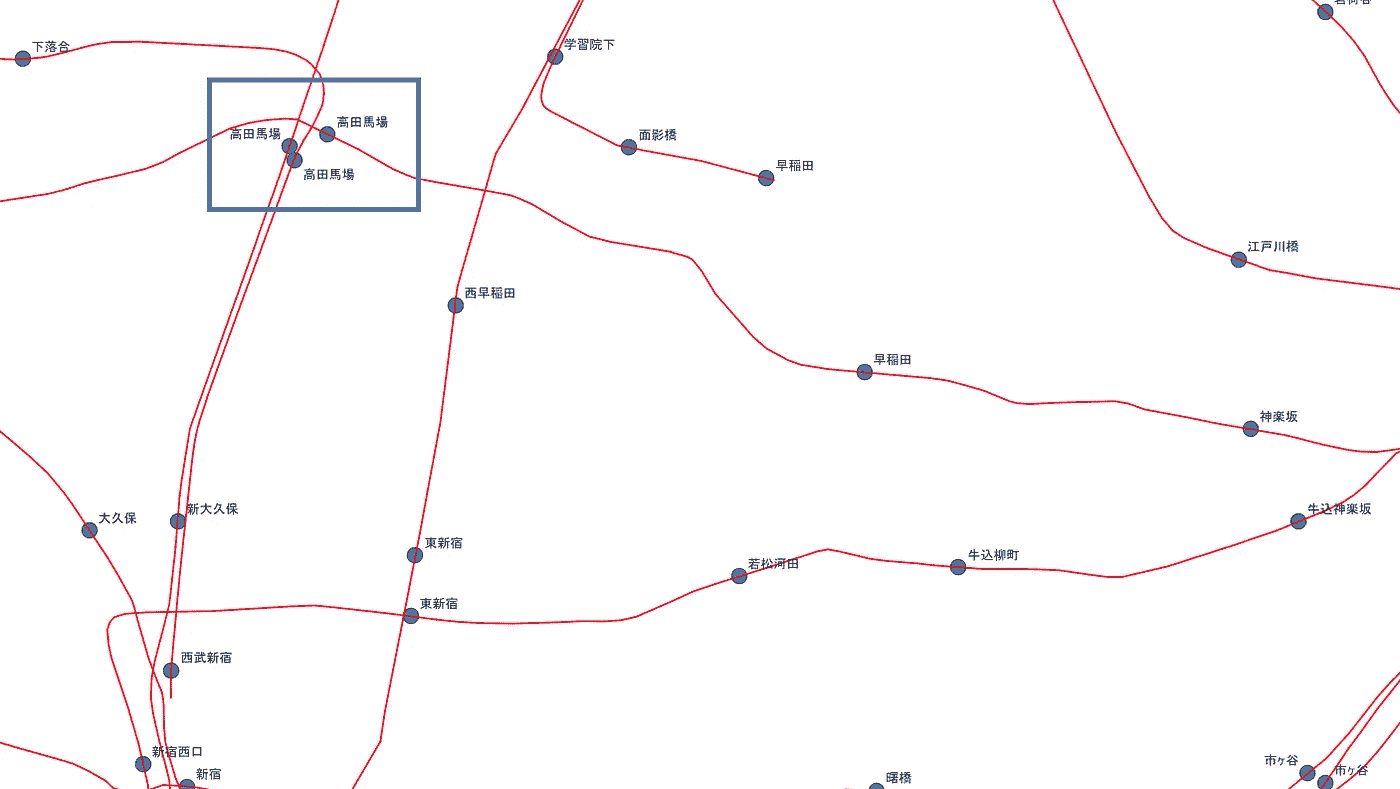 下落合
学習院下
高田馬場
高田馬場
高田馬場
面影橋
早稲田
江戸川橋
西早稲田
早稲田
神楽坂
大久保
新大久保
牛込神楽坂
東新宿
若松河田
牛込柳町
東新宿
西武新宿
新宿西口
新宿
曙橋
市ヶ谷
市ヶ谷